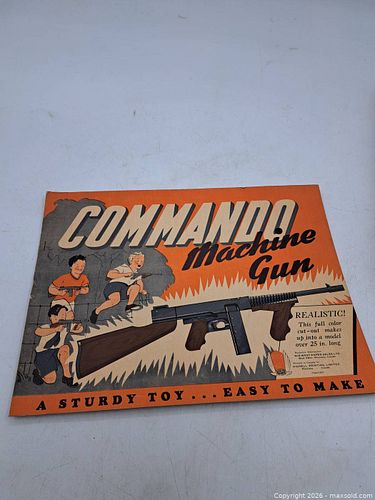 COMMANDO
Machine
Gun
REALISTIC!
This full color
cut-out makes
up into a model
over 25 in. long
A STURDY TOY ... EASY TO MAKE
Copyright 2026 - maxsold.com